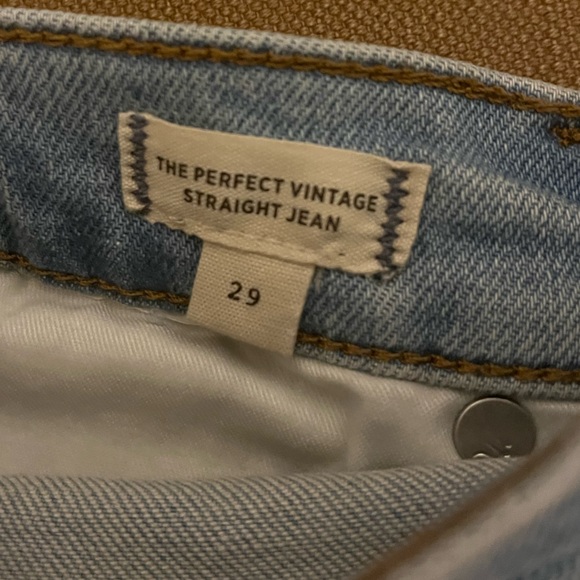 THE PERFECT VINTAGE
STRAIGHT JEAN
29